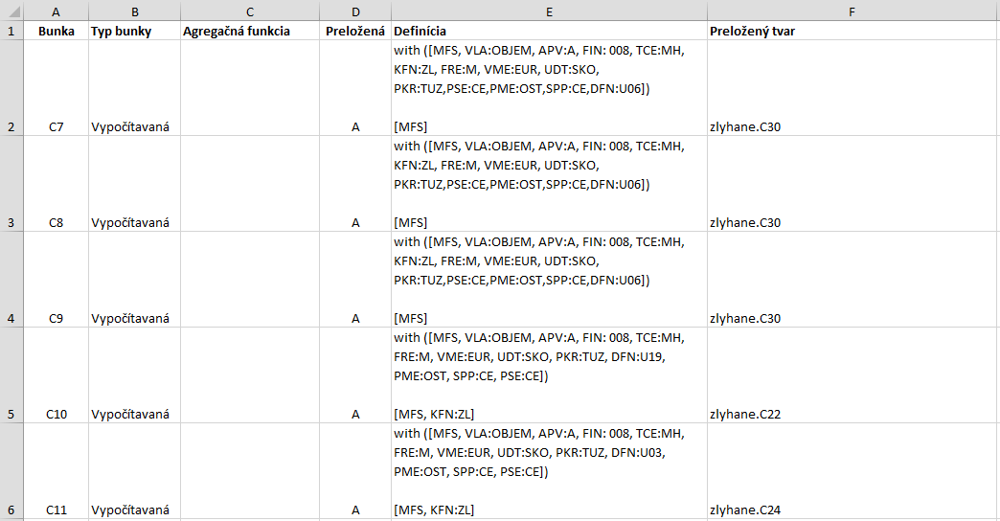 A B C D E F
1 Bunka Typ bunky Agregačná funkcia Preložená Definícia Preložený tvar
with ([MFS, VLA:OBJEM, APV:A, FIN: 008, TCE:MH,
KFN:ZL, FRE:M, VME:EUR, UDT:SKO,
PKR:TUZ,PSE:CE,PME:OST,SPP:CE,DFN:U06])
2 C7 Vypočítavaná A [MFS] zlyhane.C30
with ([MFS, VLA:OBJEM, APV:A, FIN: 008, TCE:MH,
KFN:ZL, FRE:M, VME:EUR, UDT:SKO,
PKR:TUZ,PSE:CE,PME:OST,SPP:CE,DFN:U06])
3 C8 Vypočítavaná A [MFS] zlyhane.C30
with ([MFS, VLA:OBJEM, APV:A, FIN: 008, TCE:MH,
KFN:ZL, FRE:M, VME:EUR, UDT:SKO,
PKR:TUZ,PSE:CE,PME:OST,SPP:CE,DFN:U06])
4 C9 Vypočítavaná A [MFS] zlyhane.C30
with ([MFS, VLA:OBJEM, APV:A, FIN: 008, TCE:MH,
FRE:M, VME:EUR, UDT:SKO, PKR:TUZ, DFN:U19,
PME:OST, SPP:CE, PSE:CE])
5 C10 Vypočítavaná A [MFS, KFN:ZL] zlyhane.C22
with ([MFS, VLA:OBJEM, APV:A, FIN: 008, TCE:MH,
FRE:M, VME:EUR, UDT:SKO, PKR:TUZ, DFN:U03,
PME:OST, SPP:CE, PSE:CE])
6 C11 Vypočítavaná A [MFS, KFN:ZL] zlyhane.C24